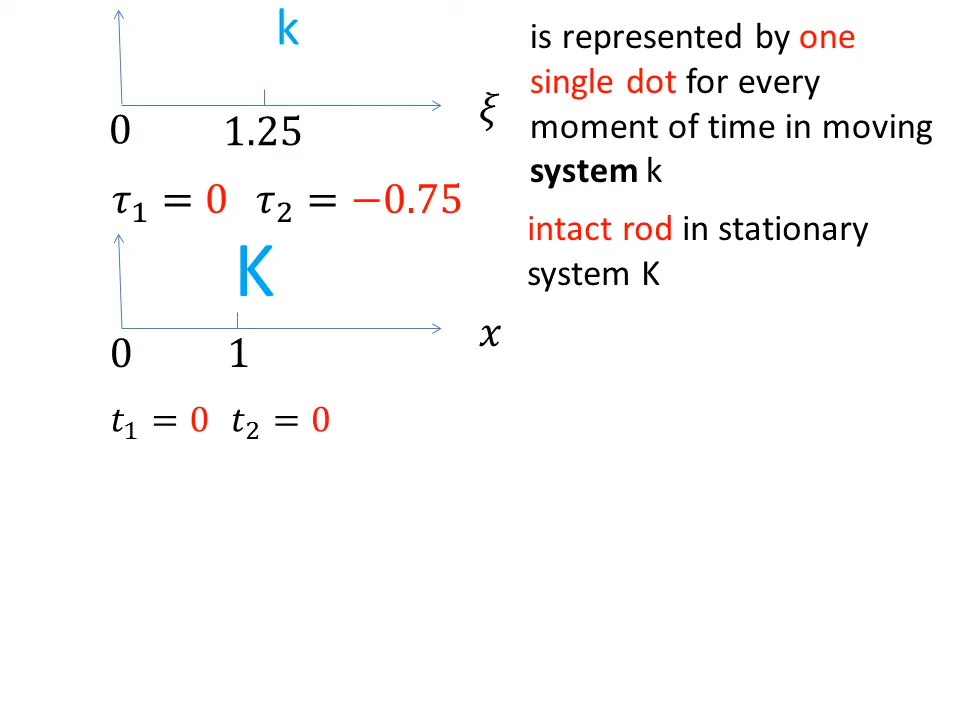 k
ξ
0 1.25
τ₁ = 0 τ₂ = −0.75
K
x
0 1
t₁ = 0 t₂ = 0
is represented by one
single dot for every
moment of time in moving
system k
intact rod in stationary
system K